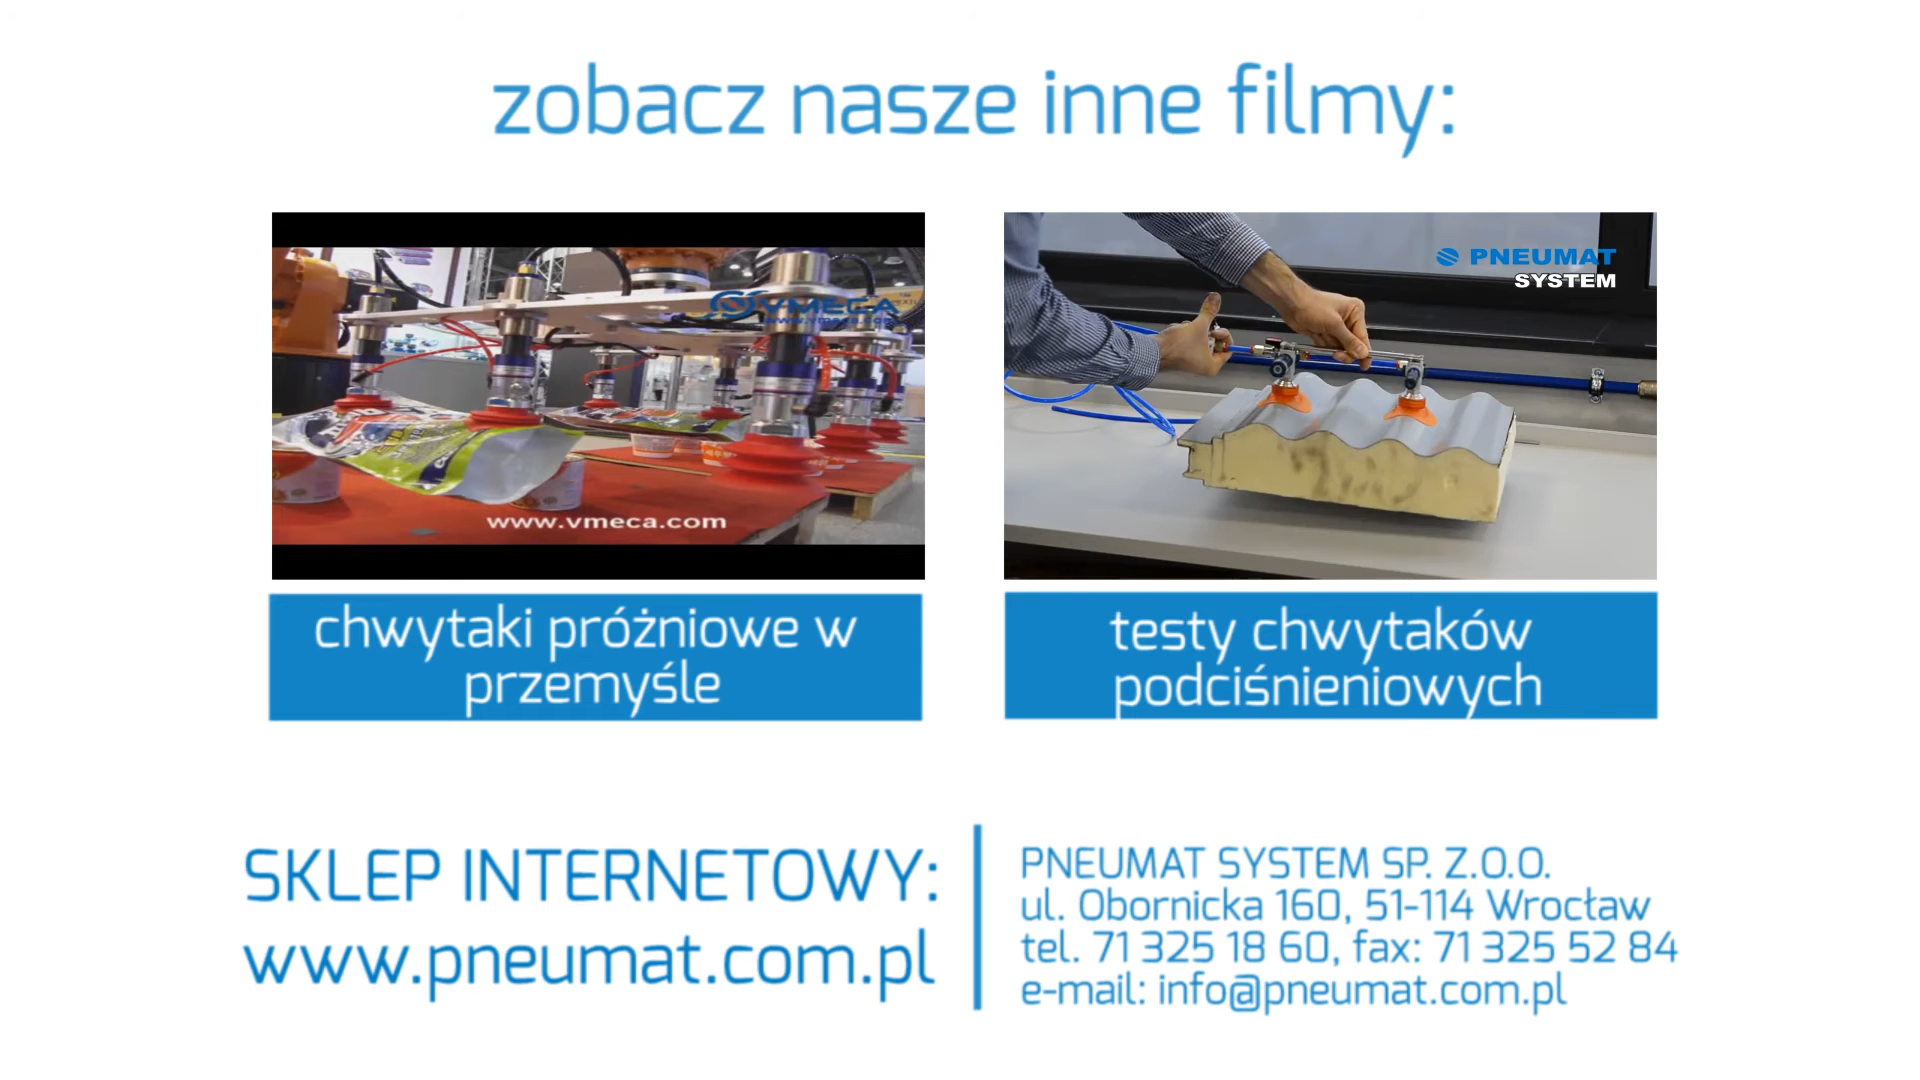 zobacz nasze inne filmy:
VMECA
www.vmeca.com
PNEUMAT
SYSTEM
chwytaki próżniowe w
przemyśle
testy chwytaków
podciśnieniowych
SKLEP INTERNETOWY:
www.pneumat.com.pl
PNEUMAT SYSTEM SP. Z.O.O.
ul. Obornicka 160, 51-114 Wrocław
tel. 71 325 18 60, fax: 71 325 52 84
e-mail: info@pneumat.com.pl